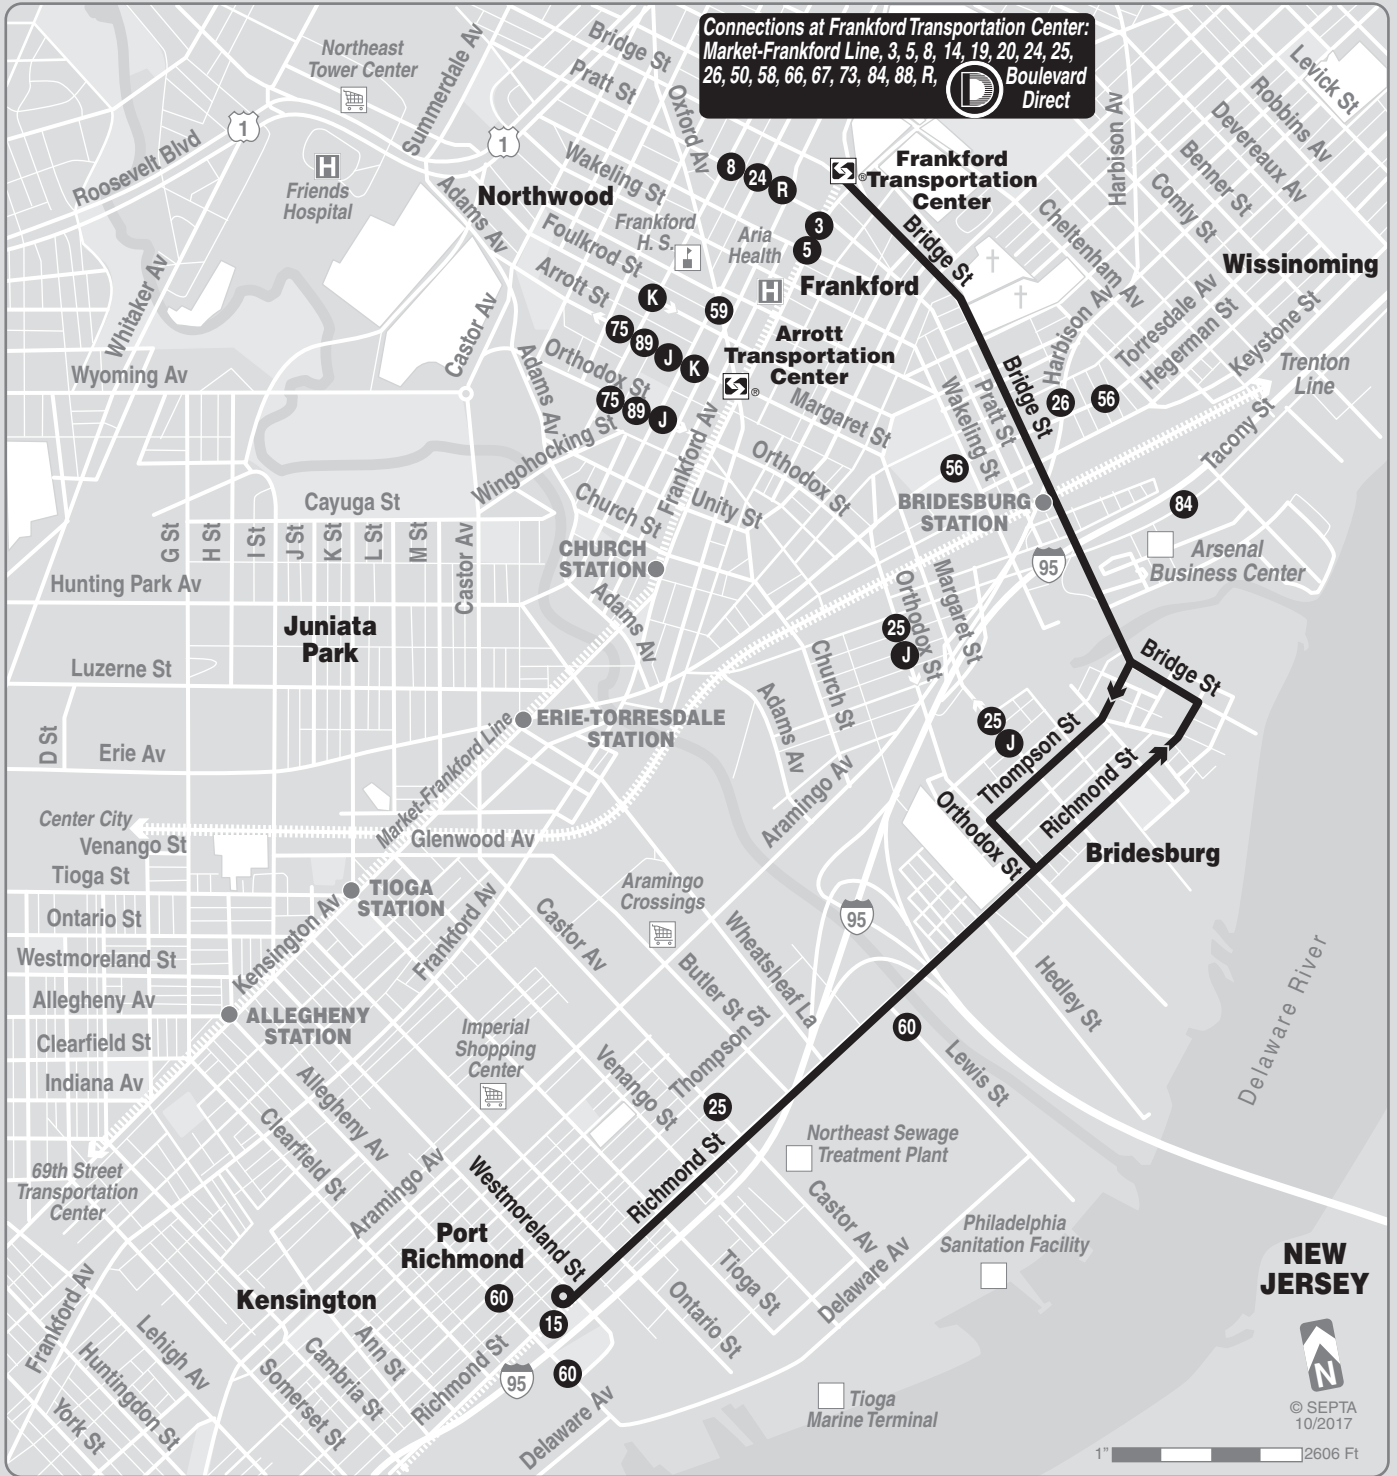 Connections at Frankford Transportation Center:
Market-Frankford Line, 3, 5, 8, 14, 19, 20, 24, 25,
26, 50, 58, 66, 67, 73, 84, 88, R,
Boulevard
Direct
Northeast
Tower Center
Summerdale Av
Bridge St
Pratt St
Oxford Av
Levick St
Robbins Av
Devereaux Av
Benner St
Comly St
Harbison Av
1
1
Roosevelt Blvd
H
Friends
Hospital
Adams Av
Wakeling St
Northwood
8
24
R
Frankford
Transportation
Center
®
3
5
Foulkrod St
Frankford
H. S.
Aria
Health
H
Frankford
Bridge St
Cheltenham Av
Wissinoming
Arrott St
K
59
75
89
J
K
Arrott
Transportation
Center
®
Whitaker Av
Castor Av
Wyoming Av
Adams Av
Orthodox St
75
89
J
Wingohocking St
Frankford Av
Margaret St
Wakeling St
Pratt St
Bridge St
Harbison Av
Torresdale Av
Hegerman St
Keystone St
Trenton
Line
26
56
Tacony St
56
Orthodox St
Unity St
Church St
BRIDESBURG
STATION
84
Arsenal
Business Center
95
Cayuga St
G St
H St
I St
J St
K St
L St
M St
Castor Av
CHURCH
STATION
Hunting Park Av
Adams Av
Orthodox St
Margaret St
25
J
Juniata
Park
Luzerne St
Church St
Adams Av
Bridge St
25
J
Thompson St
Richmond St
ERIE-TORRESDALE
STATION
D St
Erie Av
Market-Frankford Line
Aramingo Av
Orthodox St
Bridesburg
Center City
Venango St
Glenwood Av
Tioga St
TIOGA
STATION
Aramingo
Crossings
95
Ontario St
Kensington Av
Frankford Av
Castor Av
Wheatsheaf La
Westmoreland St
Butler St
Hedley St
Delaware River
Allegheny Av
ALLEGHENY
STATION
Imperial
Shopping
Center
Thompson St
60
Clearfield St
Venango St
Lewis St
Indiana Av
Allegheny Av
25
Clearfield St
Richmond St
Northeast Sewage
Treatment Plant
69th Street
Transportation
Center
Aramingo Av
Westmoreland St
Castor Av
Philadelphia
Sanitation Facility
Port
Richmond
Tioga St
Delaware Av
NEW
JERSEY
Kensington
60
15
Ontario St
Frankford Av
Lehigh Av
Ann St
Cambria St
Richmond St
60
95
Huntingdon St
Somerset St
York St
Delaware Av
Tioga
Marine Terminal
N
© SEPTA
10/2017
1"
2606 Ft